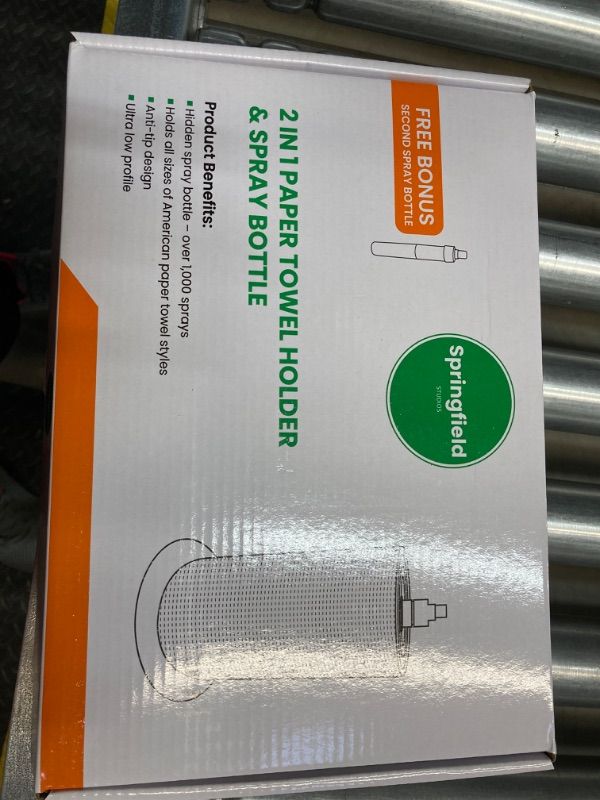 FREE BONUS
SECOND SPRAY BOTTLE
Springfield
STUDIOS
2 IN 1 PAPER TOWEL HOLDER
& SPRAY BOTTLE
Product Benefits:
▪ Hidden spray bottle – over 1,000 sprays
▪ Holds all sizes of American paper towel styles
▪ Anti-tip design
▪ Ultra low profile